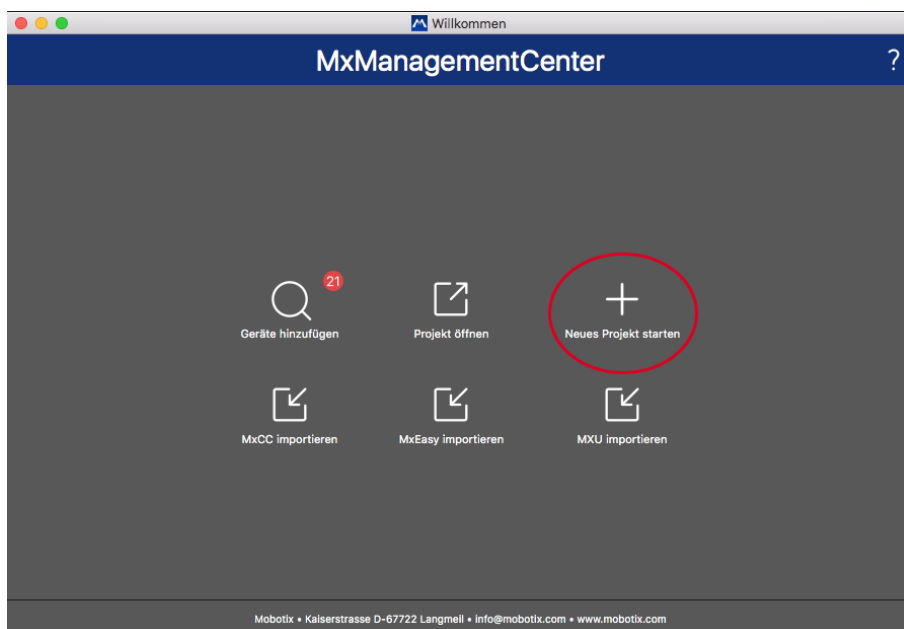 Willkommen
MxManagementCenter ?
21
Geräte hinzufügen Projekt öffnen Neues Projekt starten
MxCC importieren MxEasy importieren MXU importieren
Mobotix • Kaiserstrasse D-67722 Langmeil • info@mobotix.com • www.mobotix.com